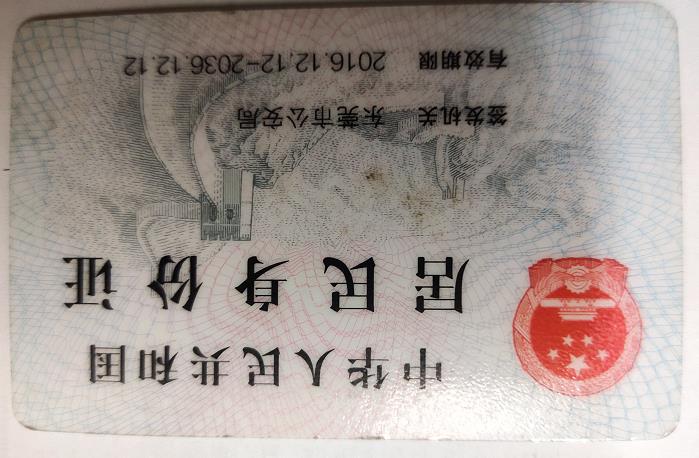 中华人民共和国
居民身份证
签发机关 东莞市公安局
有效期限 2016.12.12-2036.12.12